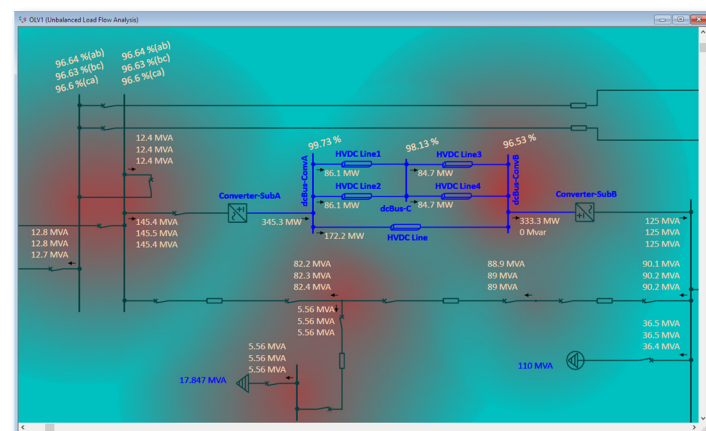 OLV1 (Unbalanced Load Flow Analysis)
96.64 %(ab)
96.63 %(bc)
96.6 %(ca)
96.64 %(ab)
96.63 %(bc)
96.6 %(ca)
12.4 MVA
12.4 MVA
12.4 MVA
99.73 %
98.13 %
96.53 %
HVDC Line1
HVDC Line3
86.1 MW
84.7 MW
dcBus-ConvA
dcBus-ConvB
HVDC Line2
HVDC Line4
86.1 MW
84.7 MW
dcBus-C
Converter-SubA
Converter-SubB
345.3 MW
333.3 MW
0 Mvar
172.2 MW
HVDC Line
145.4 MVA
145.5 MVA
145.4 MVA
125 MVA
125 MVA
125 MVA
12.8 MVA
12.8 MVA
12.7 MVA
82.2 MVA
82.3 MVA
82.4 MVA
88.9 MVA
89 MVA
89 MVA
90.1 MVA
90.2 MVA
90.2 MVA
5.56 MVA
5.56 MVA
5.56 MVA
36.5 MVA
36.5 MVA
36.4 MVA
5.56 MVA
5.56 MVA
5.56 MVA
17.847 MVA
110 MVA